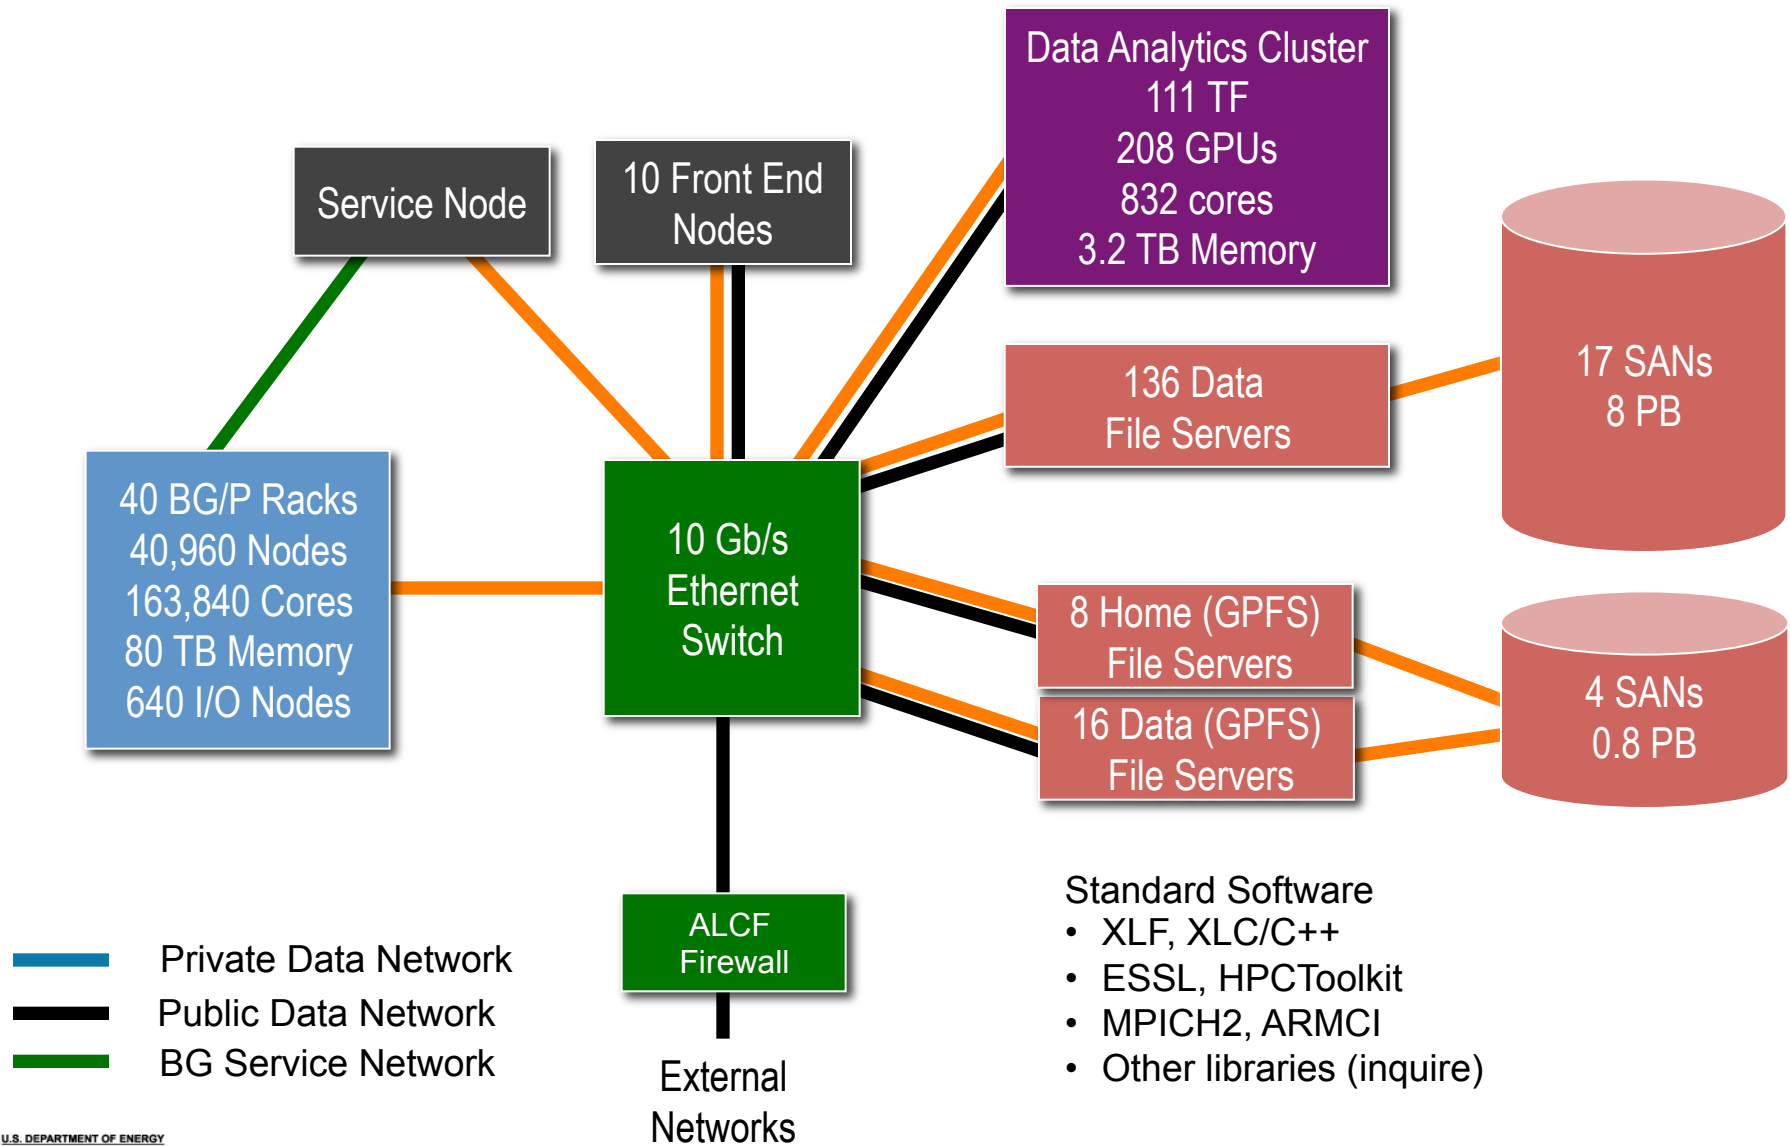 Data Analytics Cluster
111 TF
208 GPUs
832 cores
3.2 TB Memory
Service Node
10 Front End
Nodes
17 SANs
8 PB
136 Data
File Servers
40 BG/P Racks
40,960 Nodes
163,840 Cores
80 TB Memory
640 I/O Nodes
10 Gb/s
Ethernet
Switch
8 Home (GPFS)
File Servers
16 Data (GPFS)
File Servers
4 SANs
0.8 PB
ALCF
Firewall
External
Networks
Standard Software
• XLF, XLC/C++
• ESSL, HPCToolkit
• MPICH2, ARMCI
• Other libraries (inquire)
Private Data Network
Public Data Network
BG Service Network
U.S. DEPARTMENT OF ENERGY